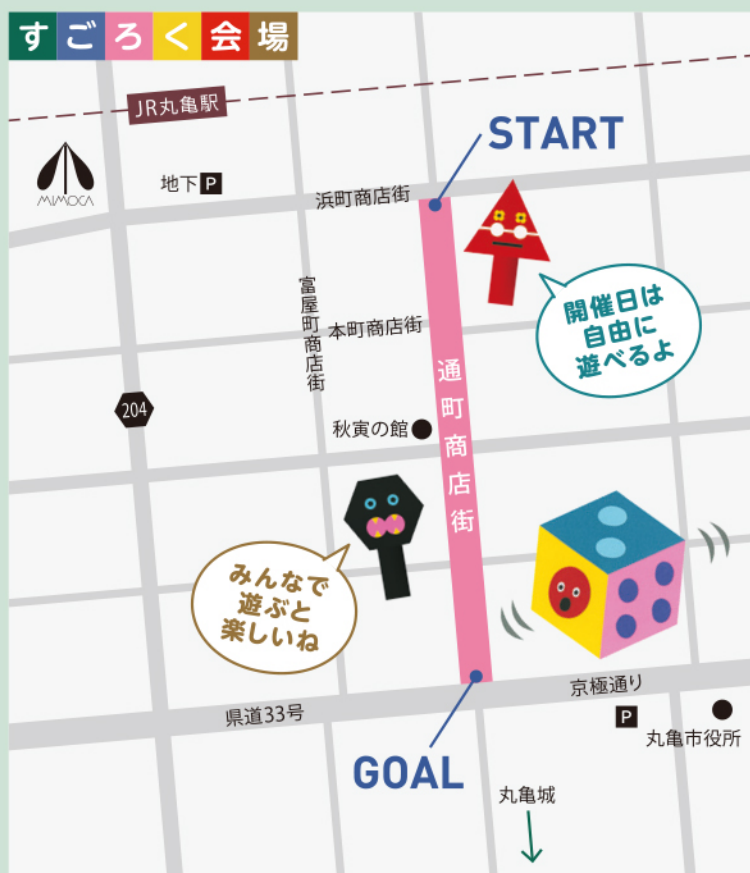 すごろく会場
JR丸亀駅
START
MIMOCA
地下P
浜町商店街
開催日は
自由に
遊べるよ
富屋町商店街
本町商店街
通町商店街
204
秋寅の館
みんなで
遊ぶと
楽しいね
京極通り
県道33号
P
丸亀市役所
GOAL
丸亀城